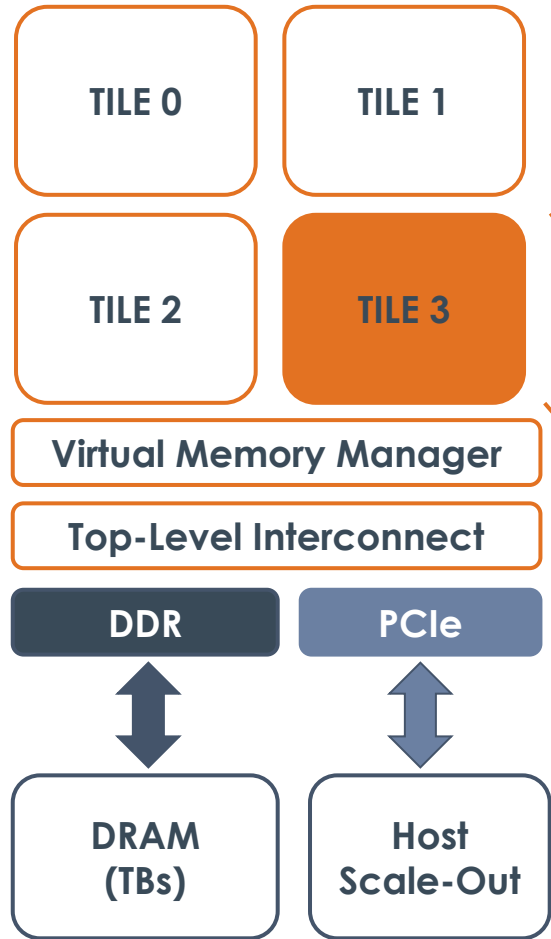 TILE 0
TILE 1
TILE 2
TILE 3
Virtual Memory Manager
Top-Level Interconnect
DDR
PCIe
DRAM
(TBs)
Host
Scale-Out